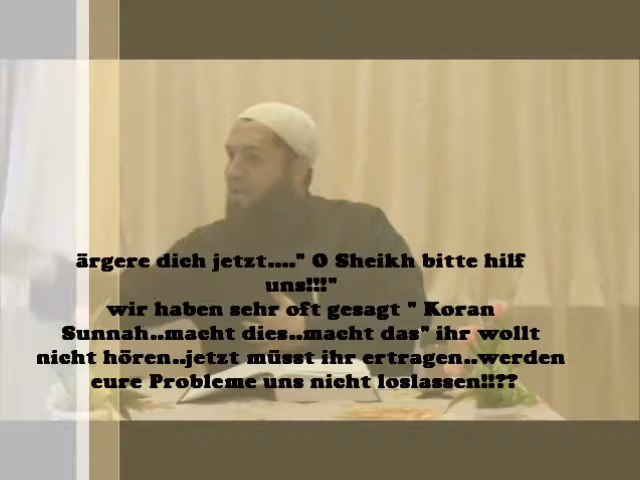 ärgere dich jetzt...." O Sheikh bitte hilf
uns!!!"
wir haben sehr oft gesagt " Koran
Sunnah..macht dies..macht das" ihr wollt
nicht hören..jetzt müsst ihr ertragen..werden
eure Probleme uns nicht loslassen!!??